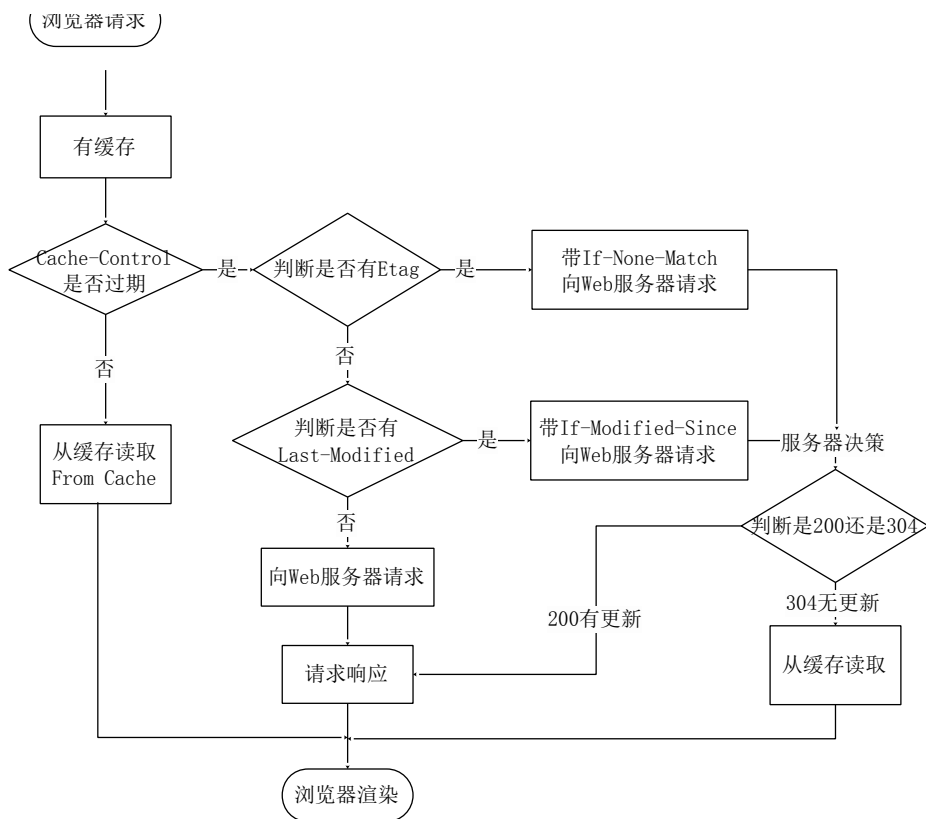 浏览器请求
有缓存
Cache-Control
是否过期
是
判断是否有Etag
是
带If-None-Match
向Web服务器请求
否
否
从缓存读取
From Cache
判断是否有
Last-Modified
是
带If-Modified-Since
向Web服务器请求
服务器决策
判断是200还是304
否
向Web服务器请求
200有更新
304无更新
请求响应
从缓存读取
浏览器渲染